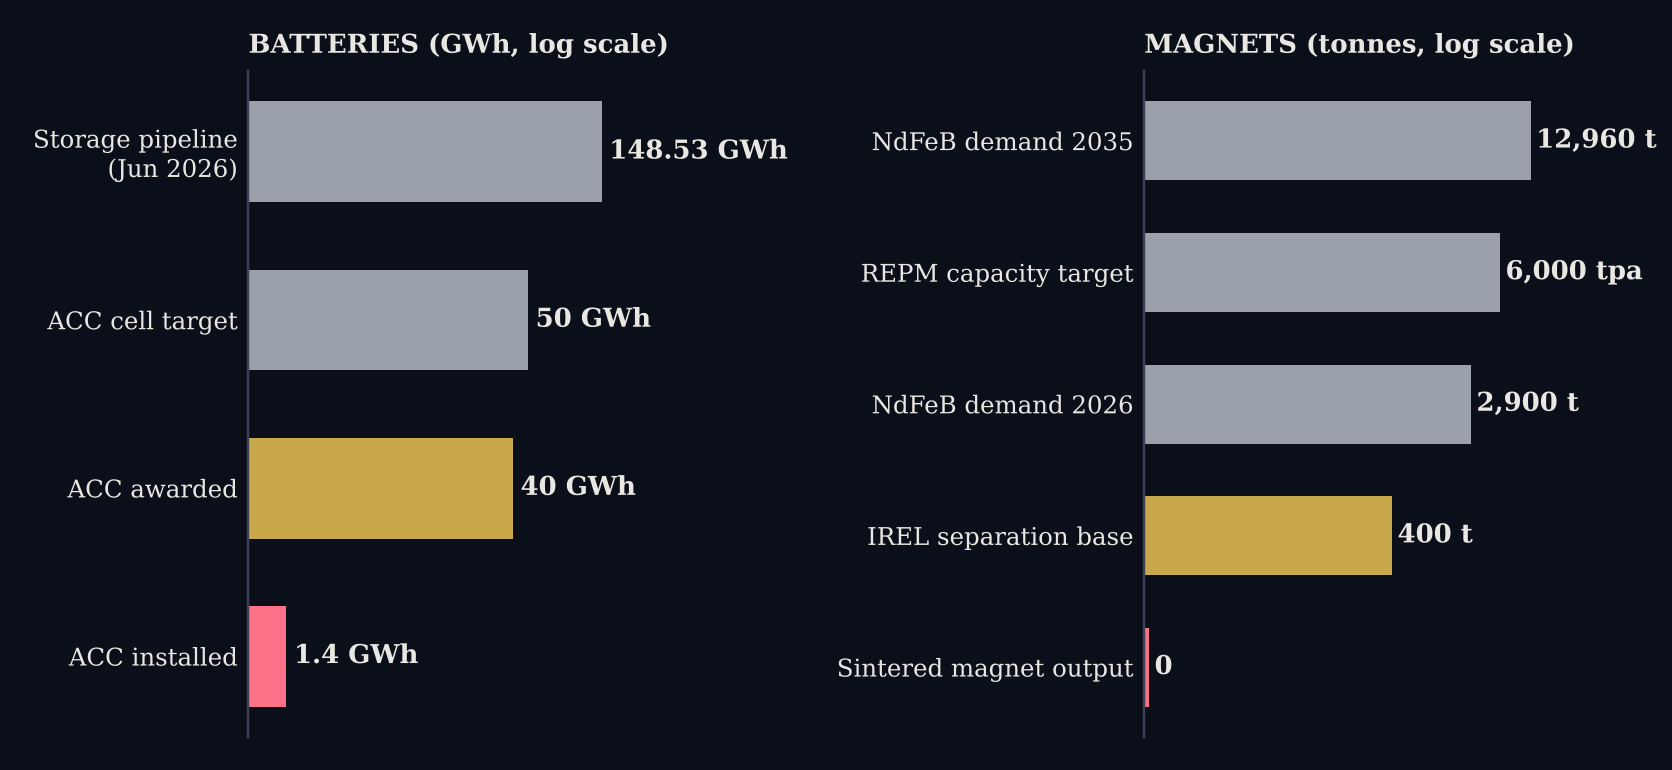 BATTERIES (GWh, log scale)
Storage pipeline
(Jun 2026)
148.53 GWh
ACC cell target
50 GWh
ACC awarded
40 GWh
ACC installed
1.4 GWh
MAGNETS (tonnes, log scale)
NdFeB demand 2035
12,960 t
REPM capacity target
6,000 tpa
NdFeB demand 2026
2,900 t
IREL separation base
400 t
Sintered magnet output
0